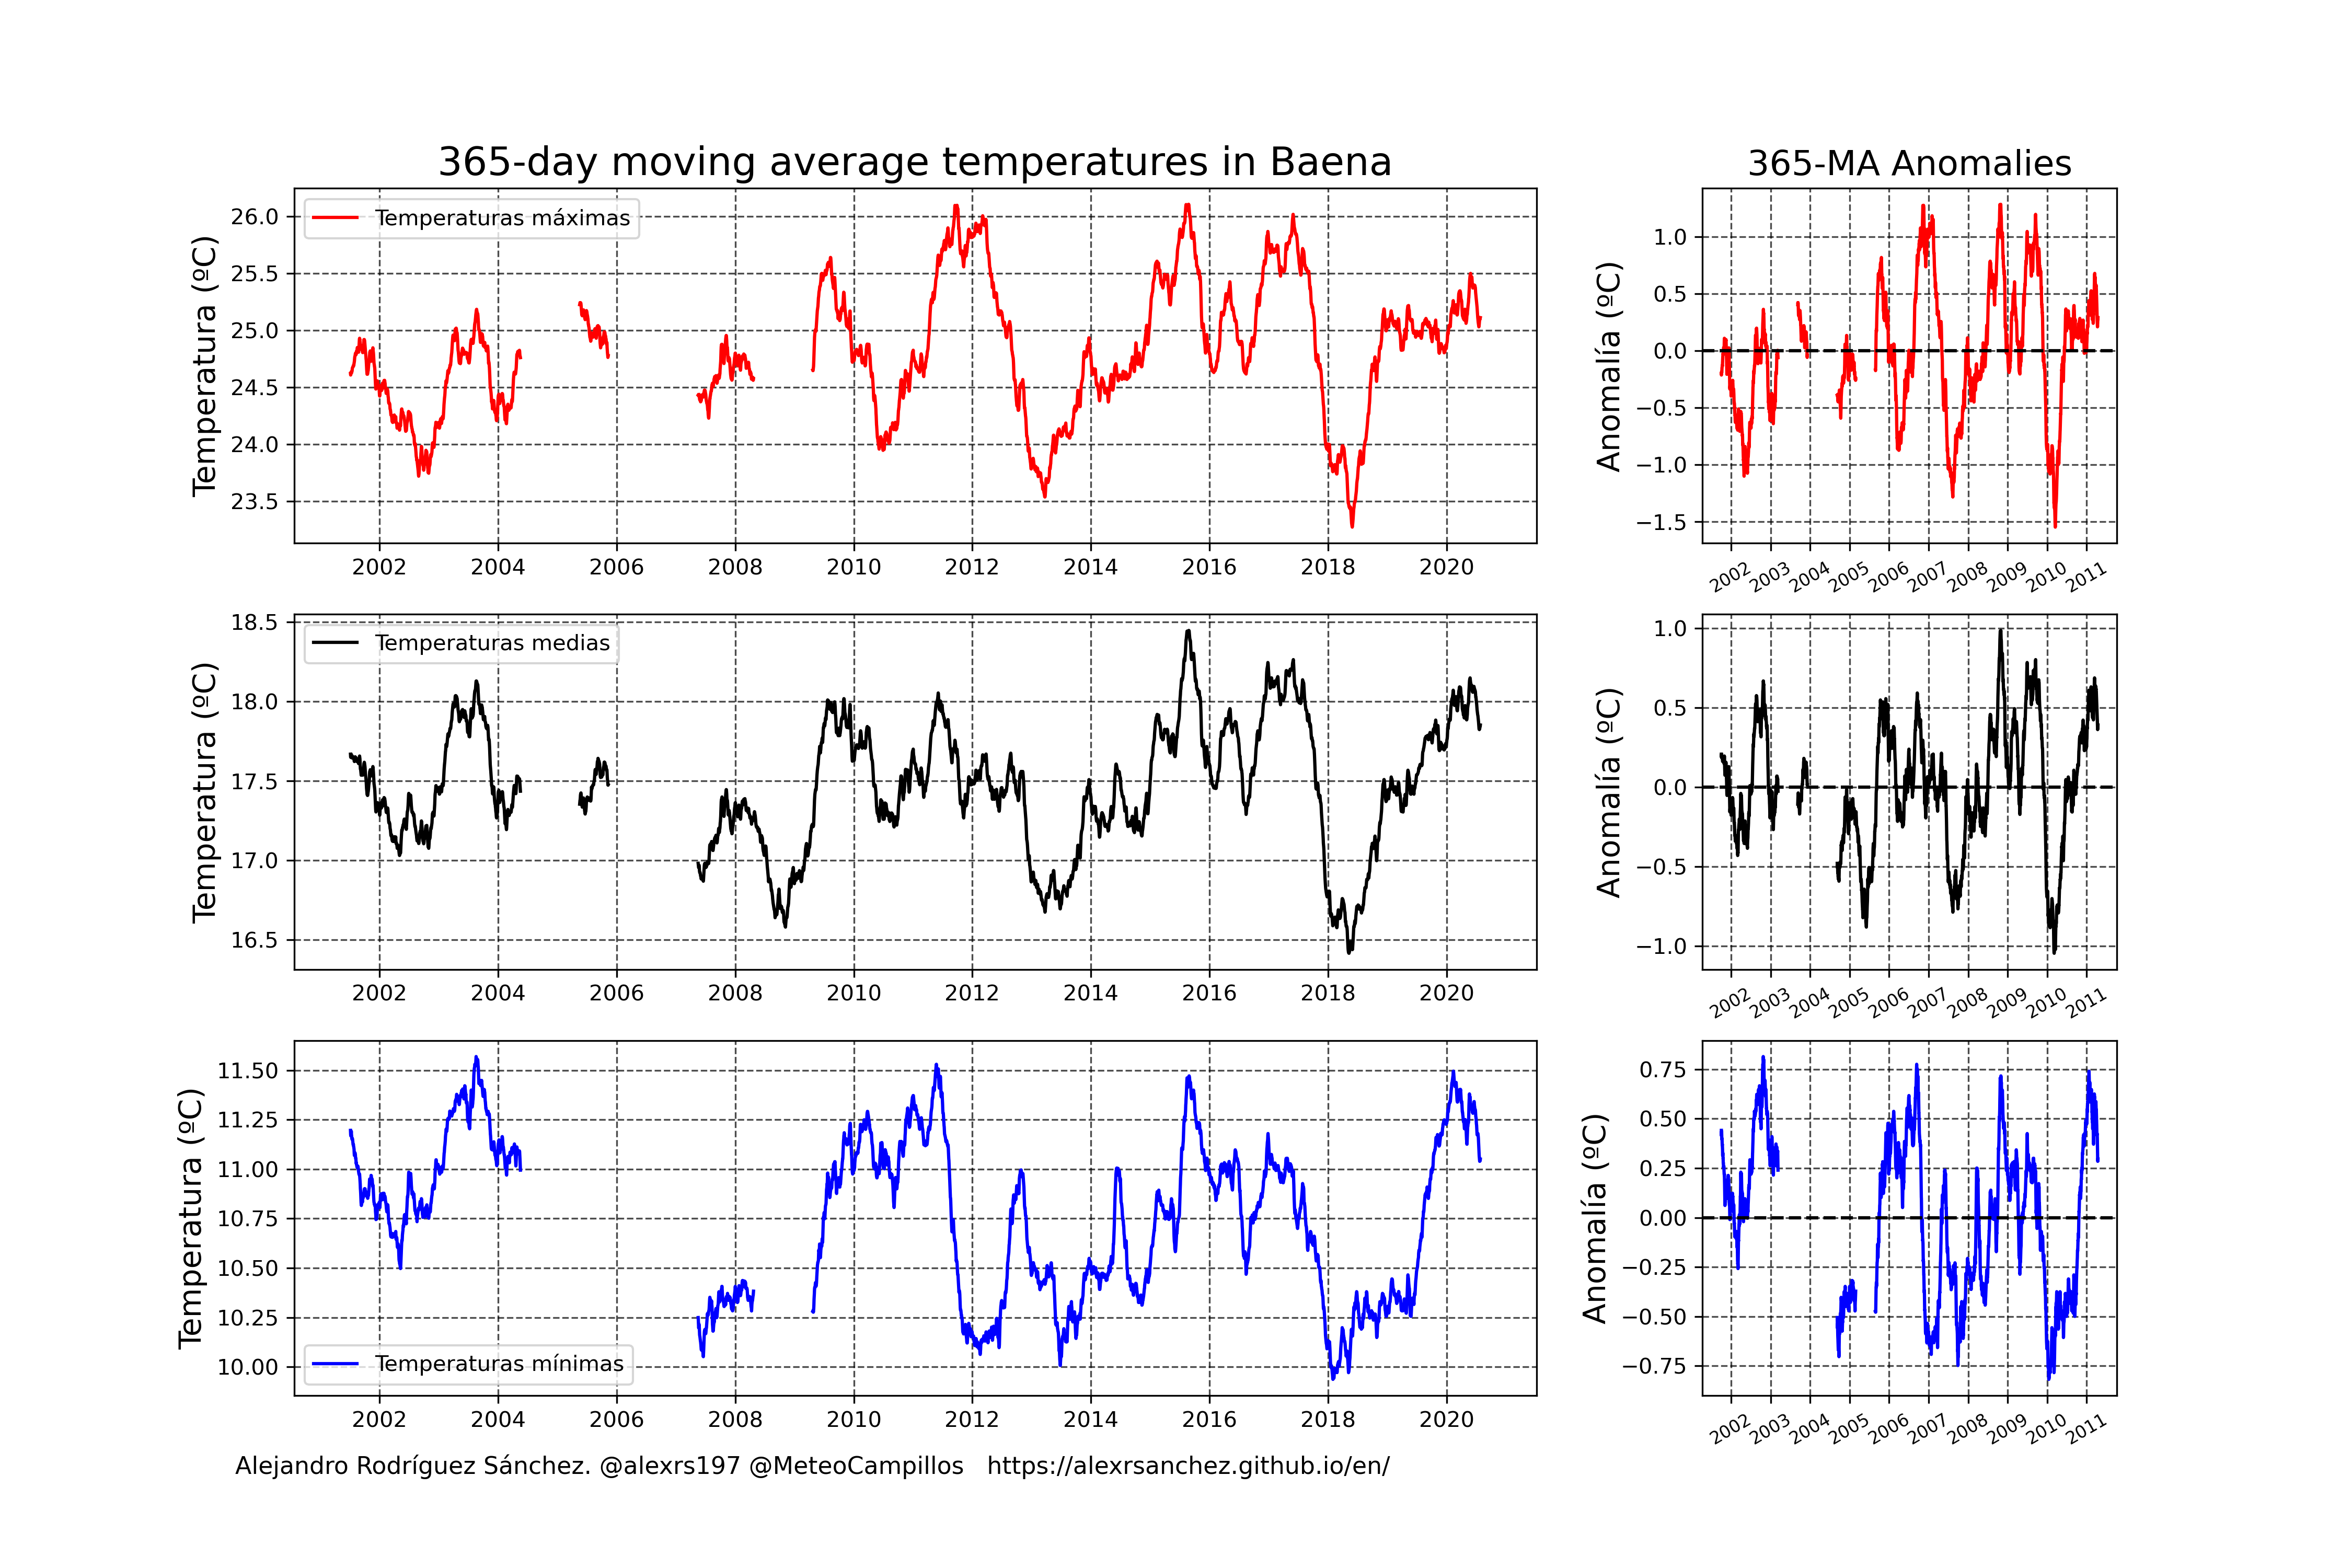 365-day moving average temperatures in Baena
365-MA Anomalies
Temperatura (ºC)
26.0
25.5
25.0
24.5
24.0
23.5
Temperaturas máximas
2002 2004 2006 2008 2010 2012 2014 2016 2018 2020
Anomalía (ºC)
1.0
0.5
0.0
−0.5
−1.0
−1.5
2002 2003 2004 2005 2006 2007 2008 2009 2010 2011
Temperatura (ºC)
18.5
18.0
17.5
17.0
16.5
Temperaturas medias
2002 2004 2006 2008 2010 2012 2014 2016 2018 2020
Anomalía (ºC)
1.0
0.5
0.0
−0.5
−1.0
2002 2003 2004 2005 2006 2007 2008 2009 2010 2011
Temperatura (ºC)
11.50
11.25
11.00
10.75
10.50
10.25
10.00
Temperaturas mínimas
2002 2004 2006 2008 2010 2012 2014 2016 2018 2020
Anomalía (ºC)
0.75
0.50
0.25
0.00
−0.25
−0.50
−0.75
2002 2003 2004 2005 2006 2007 2008 2009 2010 2011
Alejandro Rodríguez Sánchez. @alexrs197 @MeteoCampillos https://alexrsanchez.github.io/en/